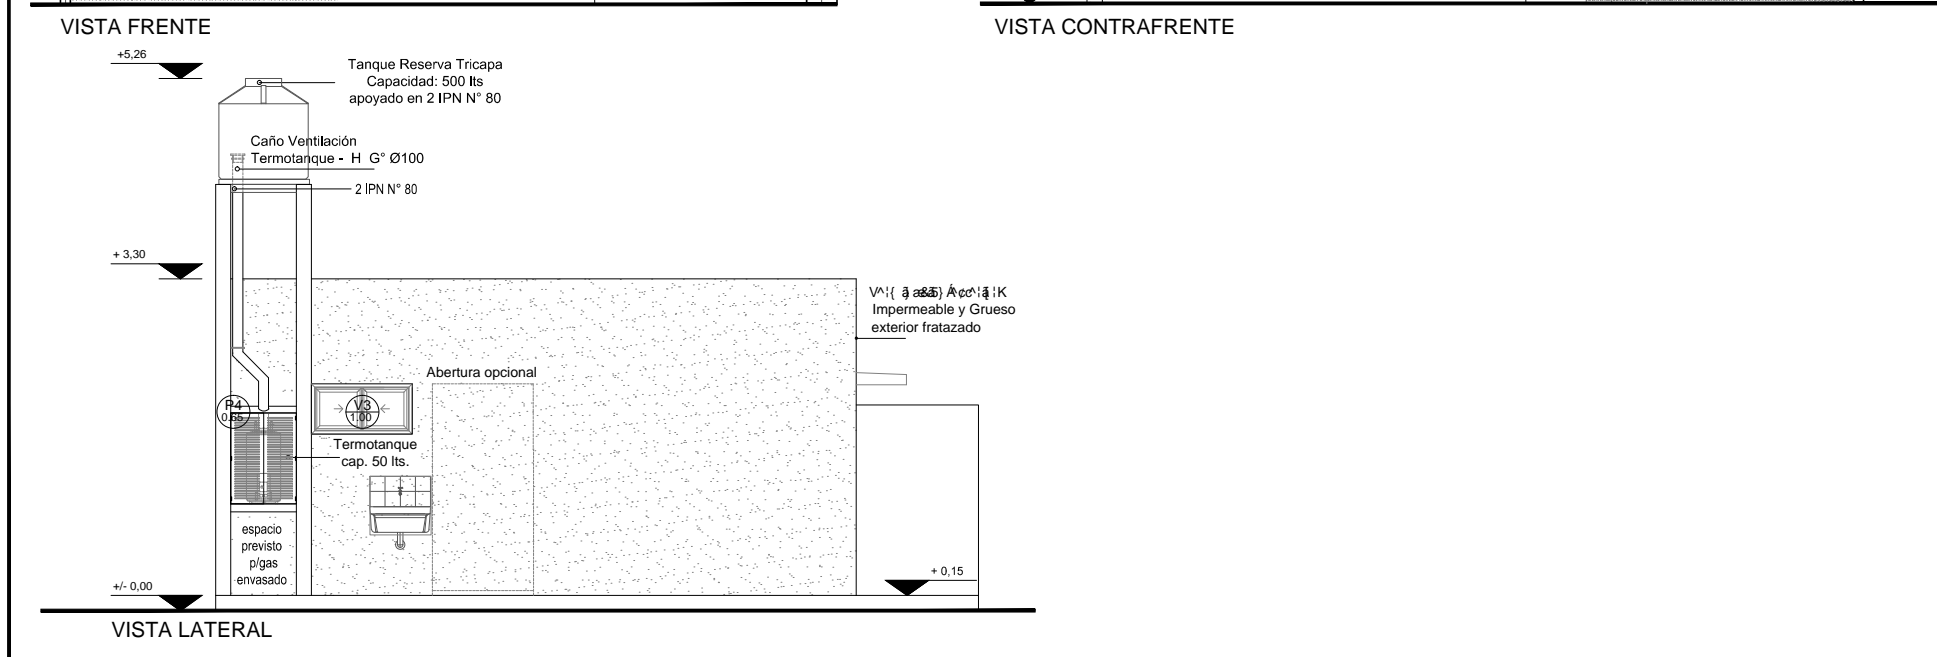 VISTA FRENTE
VISTA CONTRAFRENTE
+5,26
Tanque Reserva Tricapa
Capacidad: 500 lts
apoyado en 2 IPN N° 80
Caño Ventilación
Termotanque - H G° Ø100
2 IPN N° 80
+ 3,30
Impermeable y Grueso
exterior fratazado
Abertura opcional
P4
0.65
V3
1.00
Termotanque
cap. 50 lts.
espacio
previsto
p/gas
envasado
+/- 0,00
+ 0,15
VISTA LATERAL